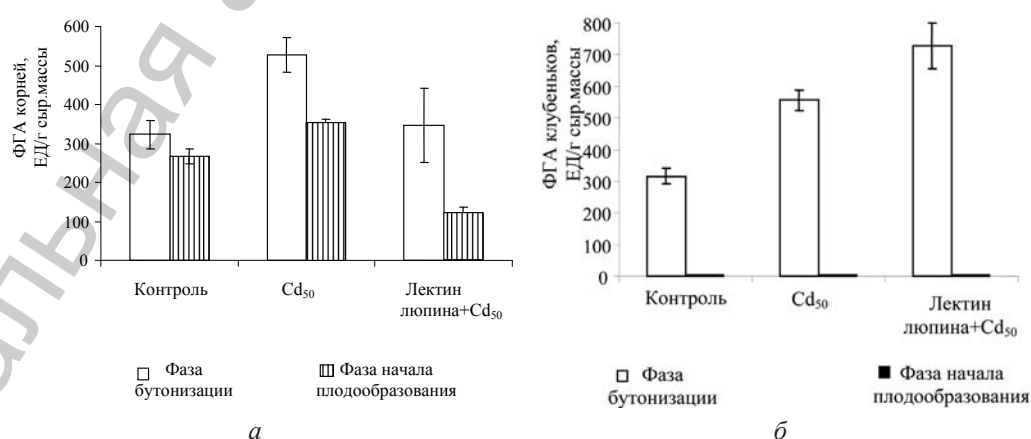 ФГА корней,
ЕД/г сыр.массы
600
500
400
300
200
100
0
Контроль
Cd₅₀
Лектин
люпина+Cd₅₀
Фаза
бутонизации
Фаза начала
плодообразования
а
ФГА клубеньков,
ЕД/г сыр.массы
800
700
600
500
400
300
200
100
0
Контроль
Cd₅₀
Лектин
люпина+Cd₅₀
Фаза
бутонизации
Фаза начала
плодообразования
б